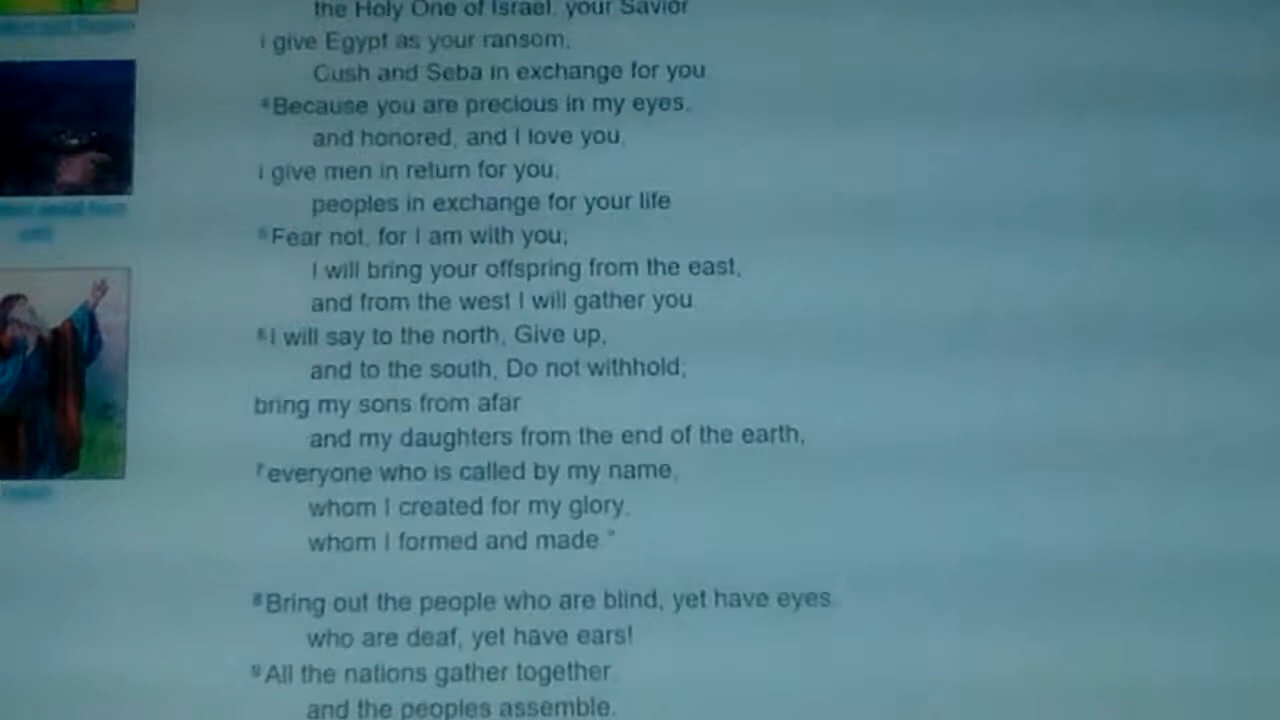 the Holy One of Israel, your Savior
I give Egypt as your ransom,
Cush and Seba in exchange for you
4Because you are precious in my eyes,
and honored, and I love you,
I give men in return for you,
peoples in exchange for your life
5Fear not, for I am with you;
I will bring your offspring from the east,
and from the west I will gather you
6I will say to the north, Give up,
and to the south, Do not withhold;
bring my sons from afar
and my daughters from the end of the earth,
7everyone who is called by my name,
whom I created for my glory,
whom I formed and made."
8Bring out the people who are blind, yet have eyes
who are deaf, yet have ears!
9All the nations gather together
and the peoples assemble.